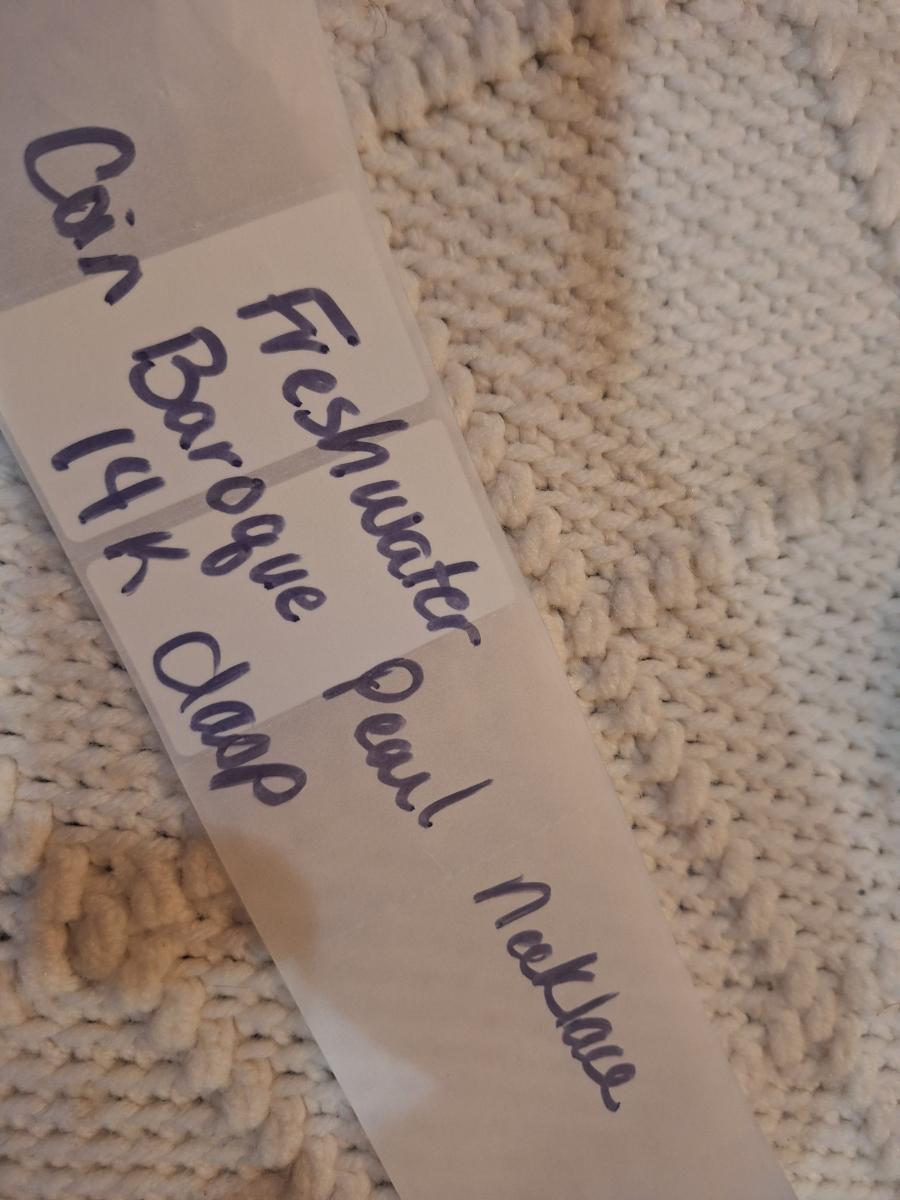 Freshwater
Coin Baroque Pearl necklace
14K Clasp